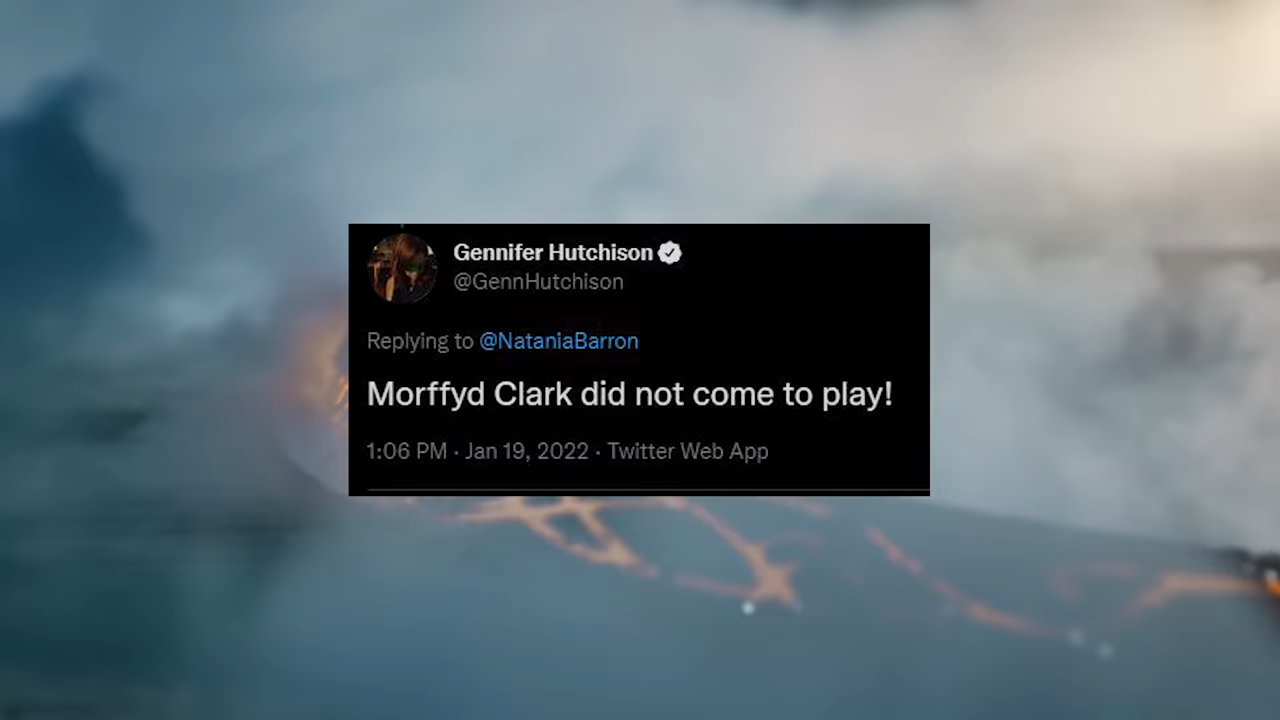 Gennifer Hutchison
@GennHutchison
Replying to @NataniaBarron
Morffyd Clark did not come to play!
1:06 PM · Jan 19, 2022 · Twitter Web App